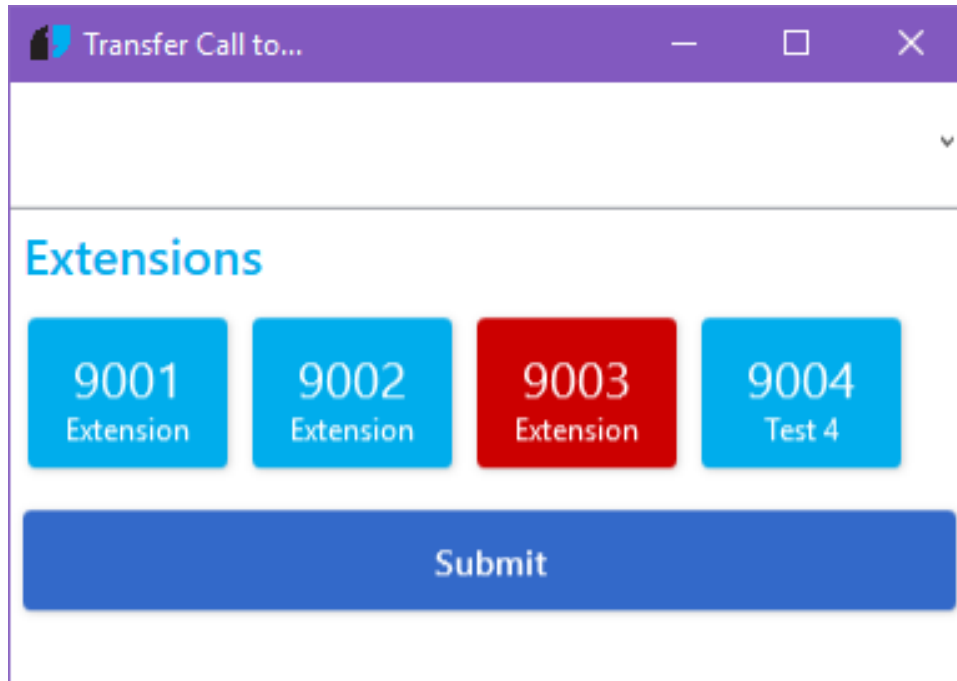 Transfer Call to...
Extensions
9001 9002 9003 9004
Extension Extension Extension Test 4
Submit